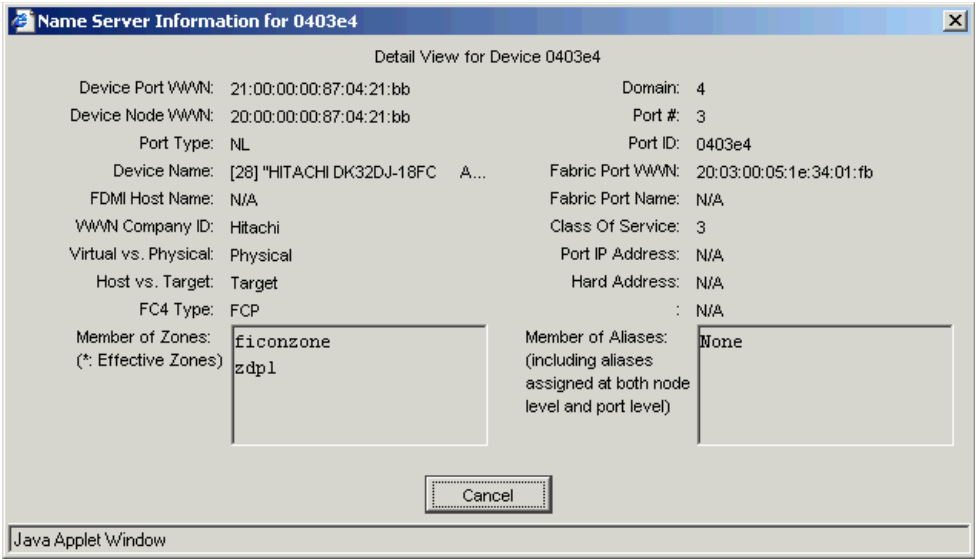 Name Server Information for 0403e4
Detail View for Device 0403e4
Device Port WWN: 21:00:00:00:87:04:21:bb
Device Node WWN: 20:00:00:00:87:04:21:bb
Port Type: NL
Device Name: [28] "HITACHI DK32DJ-18FC A...
FDMI Host Name: N/A
WWN Company ID: Hitachi
Virtual vs. Physical: Physical
Host vs. Target: Target
FC4 Type: FCP
Member of Zones:
(*: Effective Zones)
ficonzone
zdpl
Domain: 4
Port #: 3
Port ID: 0403e4
Fabric Port WWN: 20:03:00:05:1e:34:01:fb
Fabric Port Name: N/A
Class Of Service: 3
Port IP Address: N/A
Hard Address: N/A
: N/A
Member of Aliases:
(including aliases
assigned at both node
level and port level)
None
Cancel
Java Applet Window